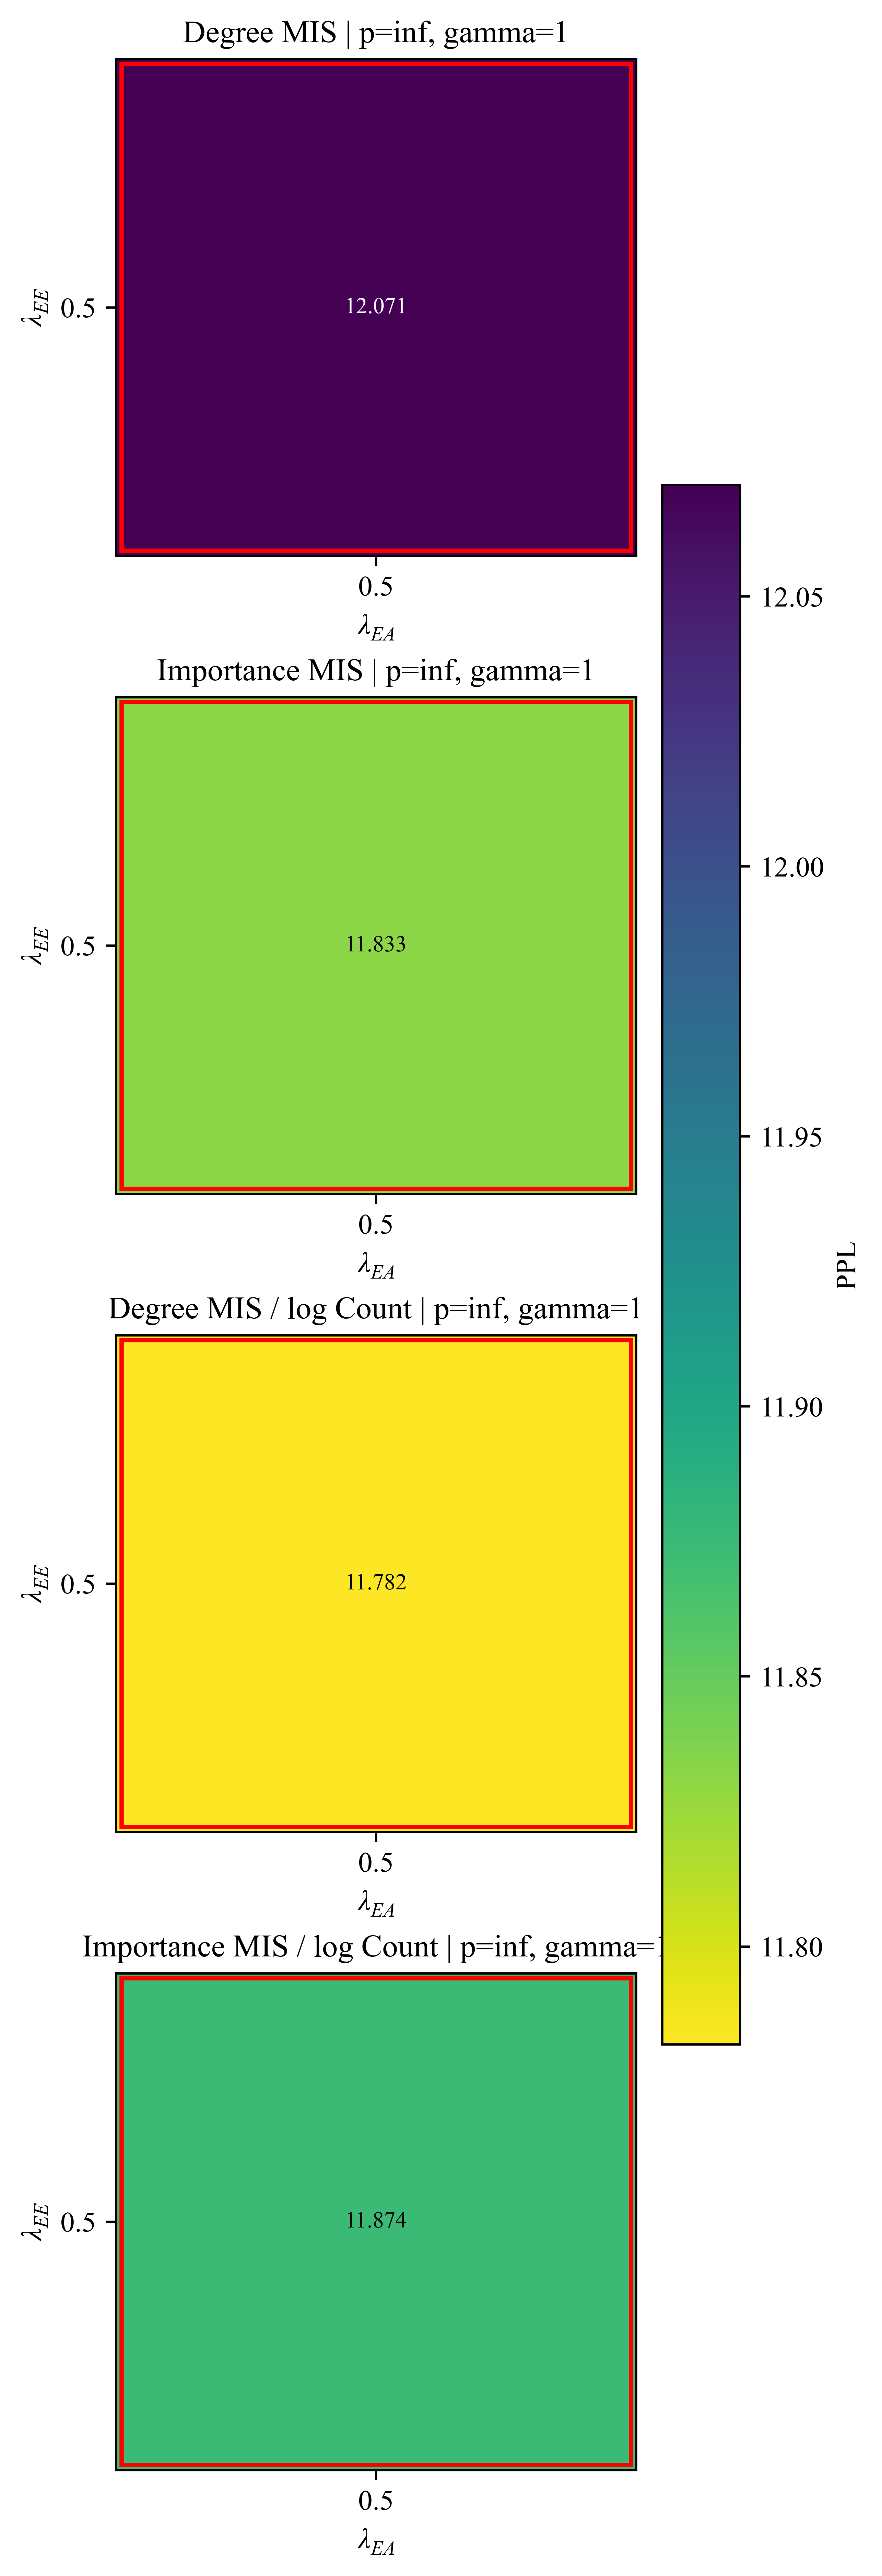 Degree MIS | p=inf, gamma=1
λEE
0.5
12.071
0.5
λEA
Importance MIS | p=inf, gamma=1
λEE
0.5
11.833
0.5
λEA
Degree MIS / log Count | p=inf, gamma=1
λEE
0.5
11.782
0.5
λEA
Importance MIS / log Count | p=inf, gamma=1
λEE
0.5
11.874
0.5
λEA
12.05
12.00
11.95
11.90
11.85
11.80
PPL